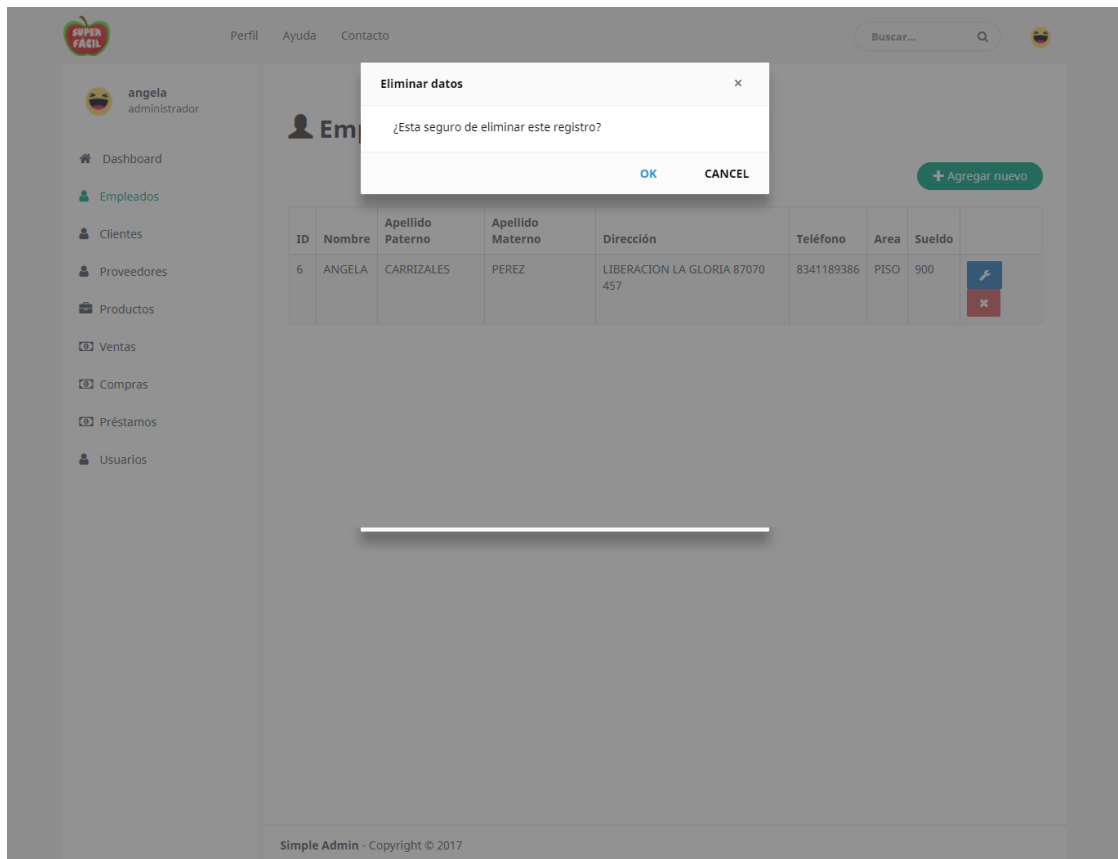 SUPER
FÁCIL
Perfil Ayuda Contacto
Buscar...
angela
administrador
Dashboard
Empleados
Clientes
Proveedores
Productos
Ventas
Compras
Préstamos
Usuarios
Eliminar datos ×
¿Esta seguro de eliminar este registro?
OK CANCEL
Em
Agregar nuevo
ID Nombre Apellido Paterno Apellido Materno Dirección Teléfono Area Sueldo
6 ANGELA CARRIZALES PEREZ LIBERACION LA GLORIA 87070 8341189386 PISO 900
457
Simple Admin - Copyright © 2017